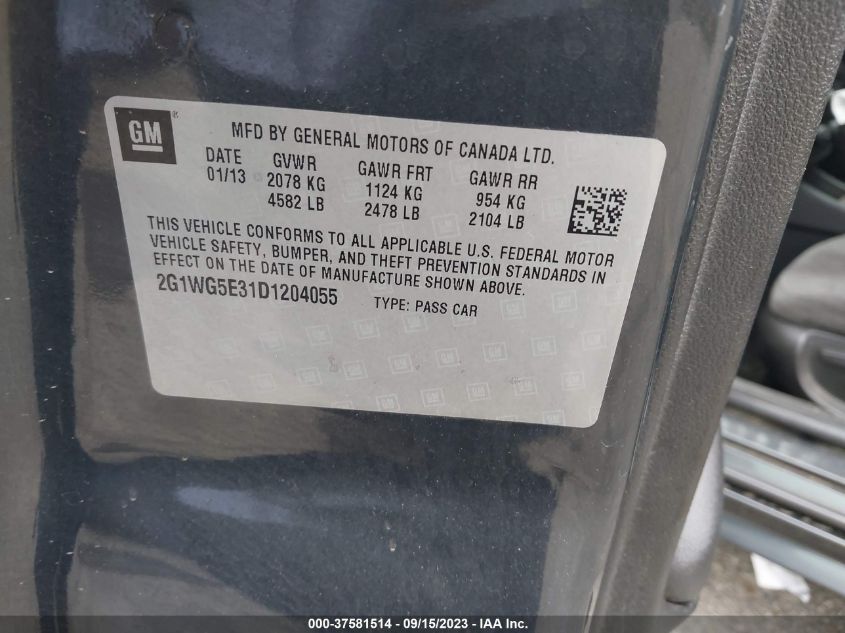 GM ®
MFD BY GENERAL MOTORS OF CANADA LTD.
DATE GVWR GAWR FRT GAWR RR
01/13 2078 KG 1124 KG 954 KG
4582 LB 2478 LB 2104 LB
THIS VEHICLE CONFORMS TO ALL APPLICABLE U.S. FEDERAL MOTOR
VEHICLE SAFETY, BUMPER, AND THEFT PREVENTION STANDARDS IN
EFFECT ON THE DATE OF MANUFACTURE SHOWN ABOVE.
2G1WG5E31D1204055 TYPE: PASS CAR
000-37581514 - 09/15/2023 - IAA Inc.